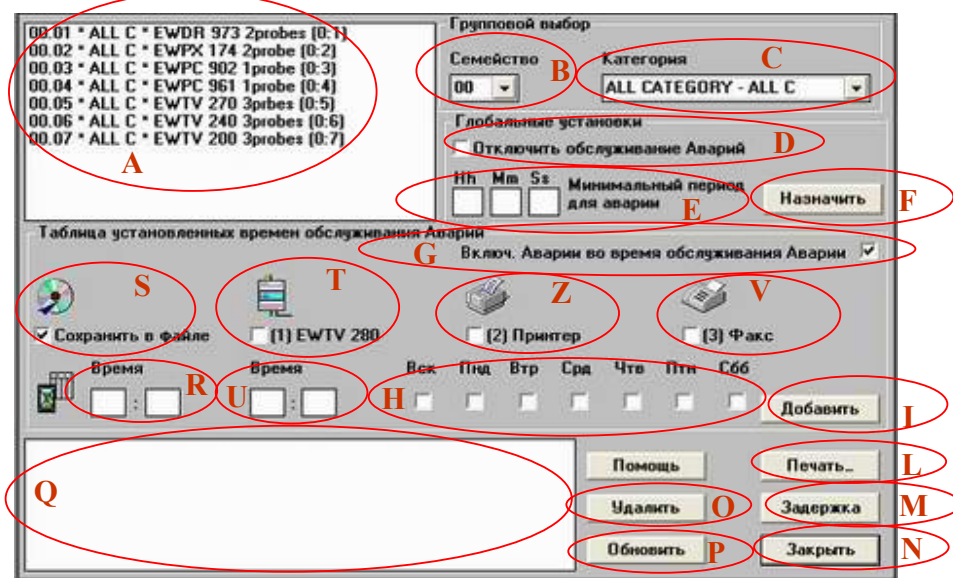 00.01 * ALL C * EWDR 973 2probes (0:1)
00.02 * ALL C * EWPX 174 2probe (0:2)
00.03 * ALL C * EWPC 902 1probe (0:3)
00.04 * ALL C * EWPC 961 1probe (0:4)
00.05 * ALL C * EWTV 270 3prbes (0:5)
00.06 * ALL C * EWTV 240 3probes (0:6)
00.07 * ALL C * EWTV 200 3probes (0:7)
A
Групповой выбор
Семейство B Категория C
00 ALL CATEGORY - ALL C
Глобальные установки
Отключить обслуживание Аварий D
Hh Mm Ss Минимальный период
для аварии E Назначить F
Таблица установленных времен обслуживания Аварии
G Включ. Аварии во время обслуживания Аварии
S T Z V
Сохранить в файле (1) EWTV 280 (2) Принтер (3) Факс
Время Время Вск Пнд Втр Срд Чтв Птн Сбб
: R U : H Добавить I
Q Помощь Печать... L
Удалить O Задержка M
Обновить P Закрыть N